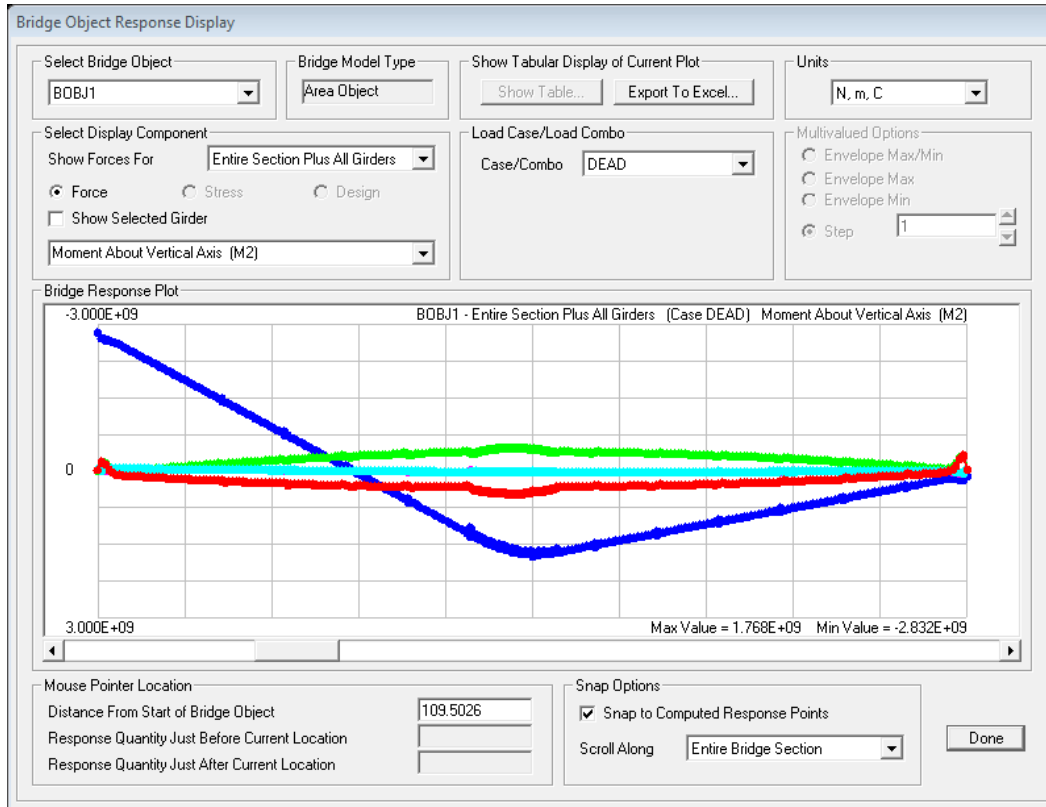 Bridge Object Response Display
Select Bridge Object
BOBJ1
Bridge Model Type
Area Object
Show Tabular Display of Current Plot
Show Table...
Export To Excel...
Units
N, m, C
Select Display Component
Show Forces For
Entire Section Plus All Girders
Force
Stress
Design
Show Selected Girder
Moment About Vertical Axis (M2)
Load Case/Load Combo
Case/Combo
DEAD
Multivalued Options
Envelope Max/Min
Envelope Max
Envelope Min
Step
1
Bridge Response Plot
-3.000E+09
BOBJ1 - Entire Section Plus All Girders (Case DEAD) Moment About Vertical Axis (M2)
0
3.000E+09
Max Value = 1.768E+09 Min Value = -2.832E+09
Mouse Pointer Location
Distance From Start of Bridge Object
109.5026
Response Quantity Just Before Current Location
Response Quantity Just After Current Location
Snap Options
Snap to Computed Response Points
Scroll Along
Entire Bridge Section
Done